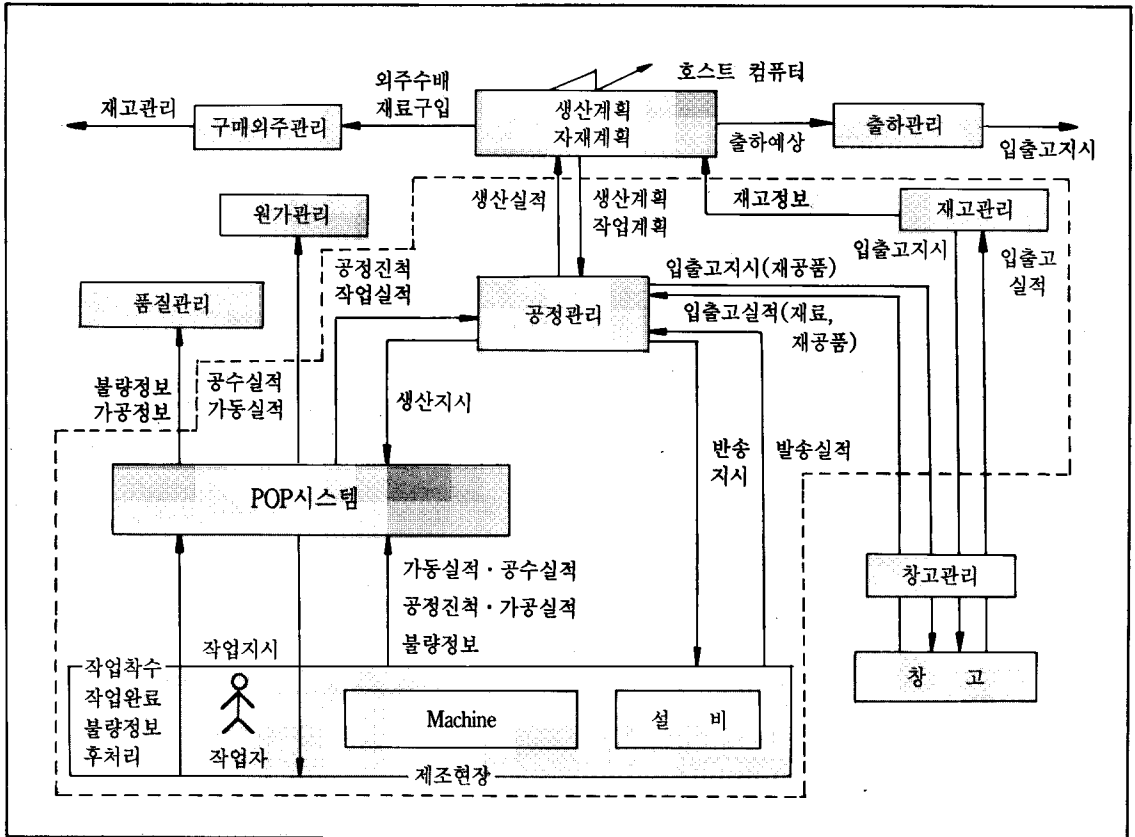 호스트 컴퓨터
외주수배
재료구입
재고관리
구매외주관리
생산계획
자재계획
출하예상
출하관리
입출고지시
생산실적
생산계획
작업계획
재고정보
재고관리
원가관리
입출고지시
입출고
실적
공정진척
작업실적
입출고지시(재공품)
품질관리
공정관리
입출고실적(재료,
재공품)
불량정보
가공정보
공수실적
가동실적
생산지시
반송
지시
발송실적
POP시스템
가동실적·공수실적
공정진척·가공실적
불량정보
창고관리
작업지시
작업착수
작업완료
불량정보
후처리
작업자
Machine
설 비
창 고
제조현장